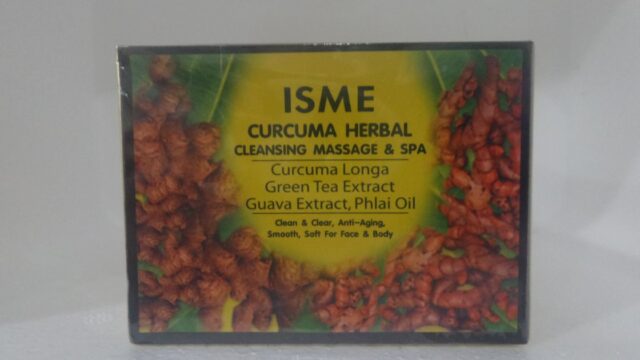 ISME
CURCUMA HERBAL
CLEANSING MASSAGE & SPA
Curcuma Longa
Green Tea Extract
Guava Extract, Phlai Oil
Clean & Clear, Anti-Aging,
Smooth, Soft For Face & Body